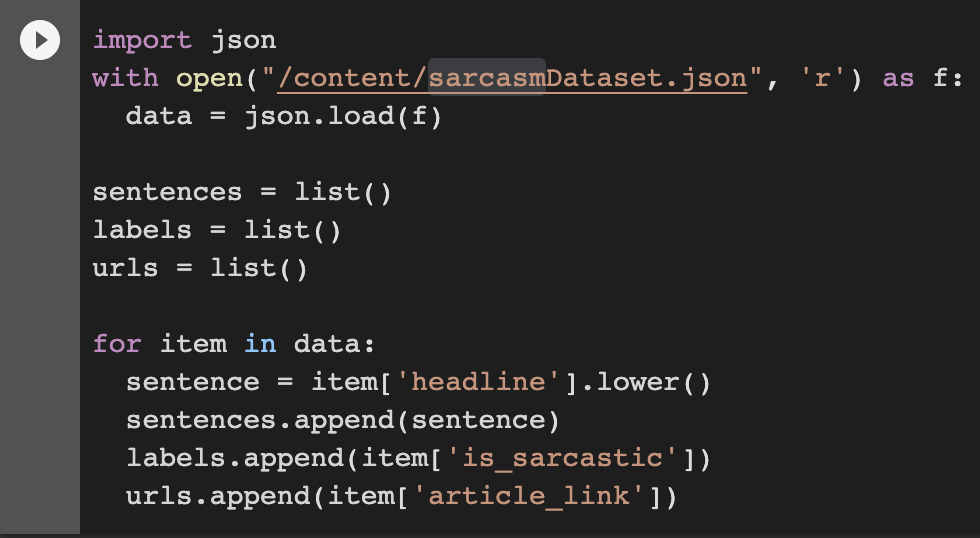 import json
with open("/content/sarcasmDataset.json", 'r') as f:
  data = json.load(f)

sentences = list()
labels = list()
urls = list()

for item in data:
  sentence = item['headline'].lower()
  sentences.append(sentence)
  labels.append(item['is_sarcastic'])
  urls.append(item['article_link'])